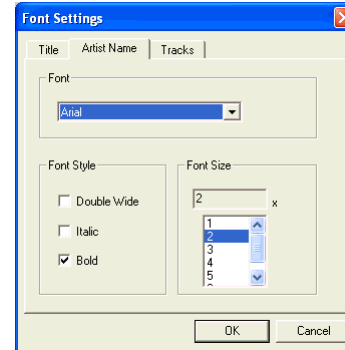 Font Settings
Title Artist Name Tracks
Font
Arial
Font Style
Font Size
Double Wide
2 x
Italic
1
2
3
4
5
Bold
OK Cancel